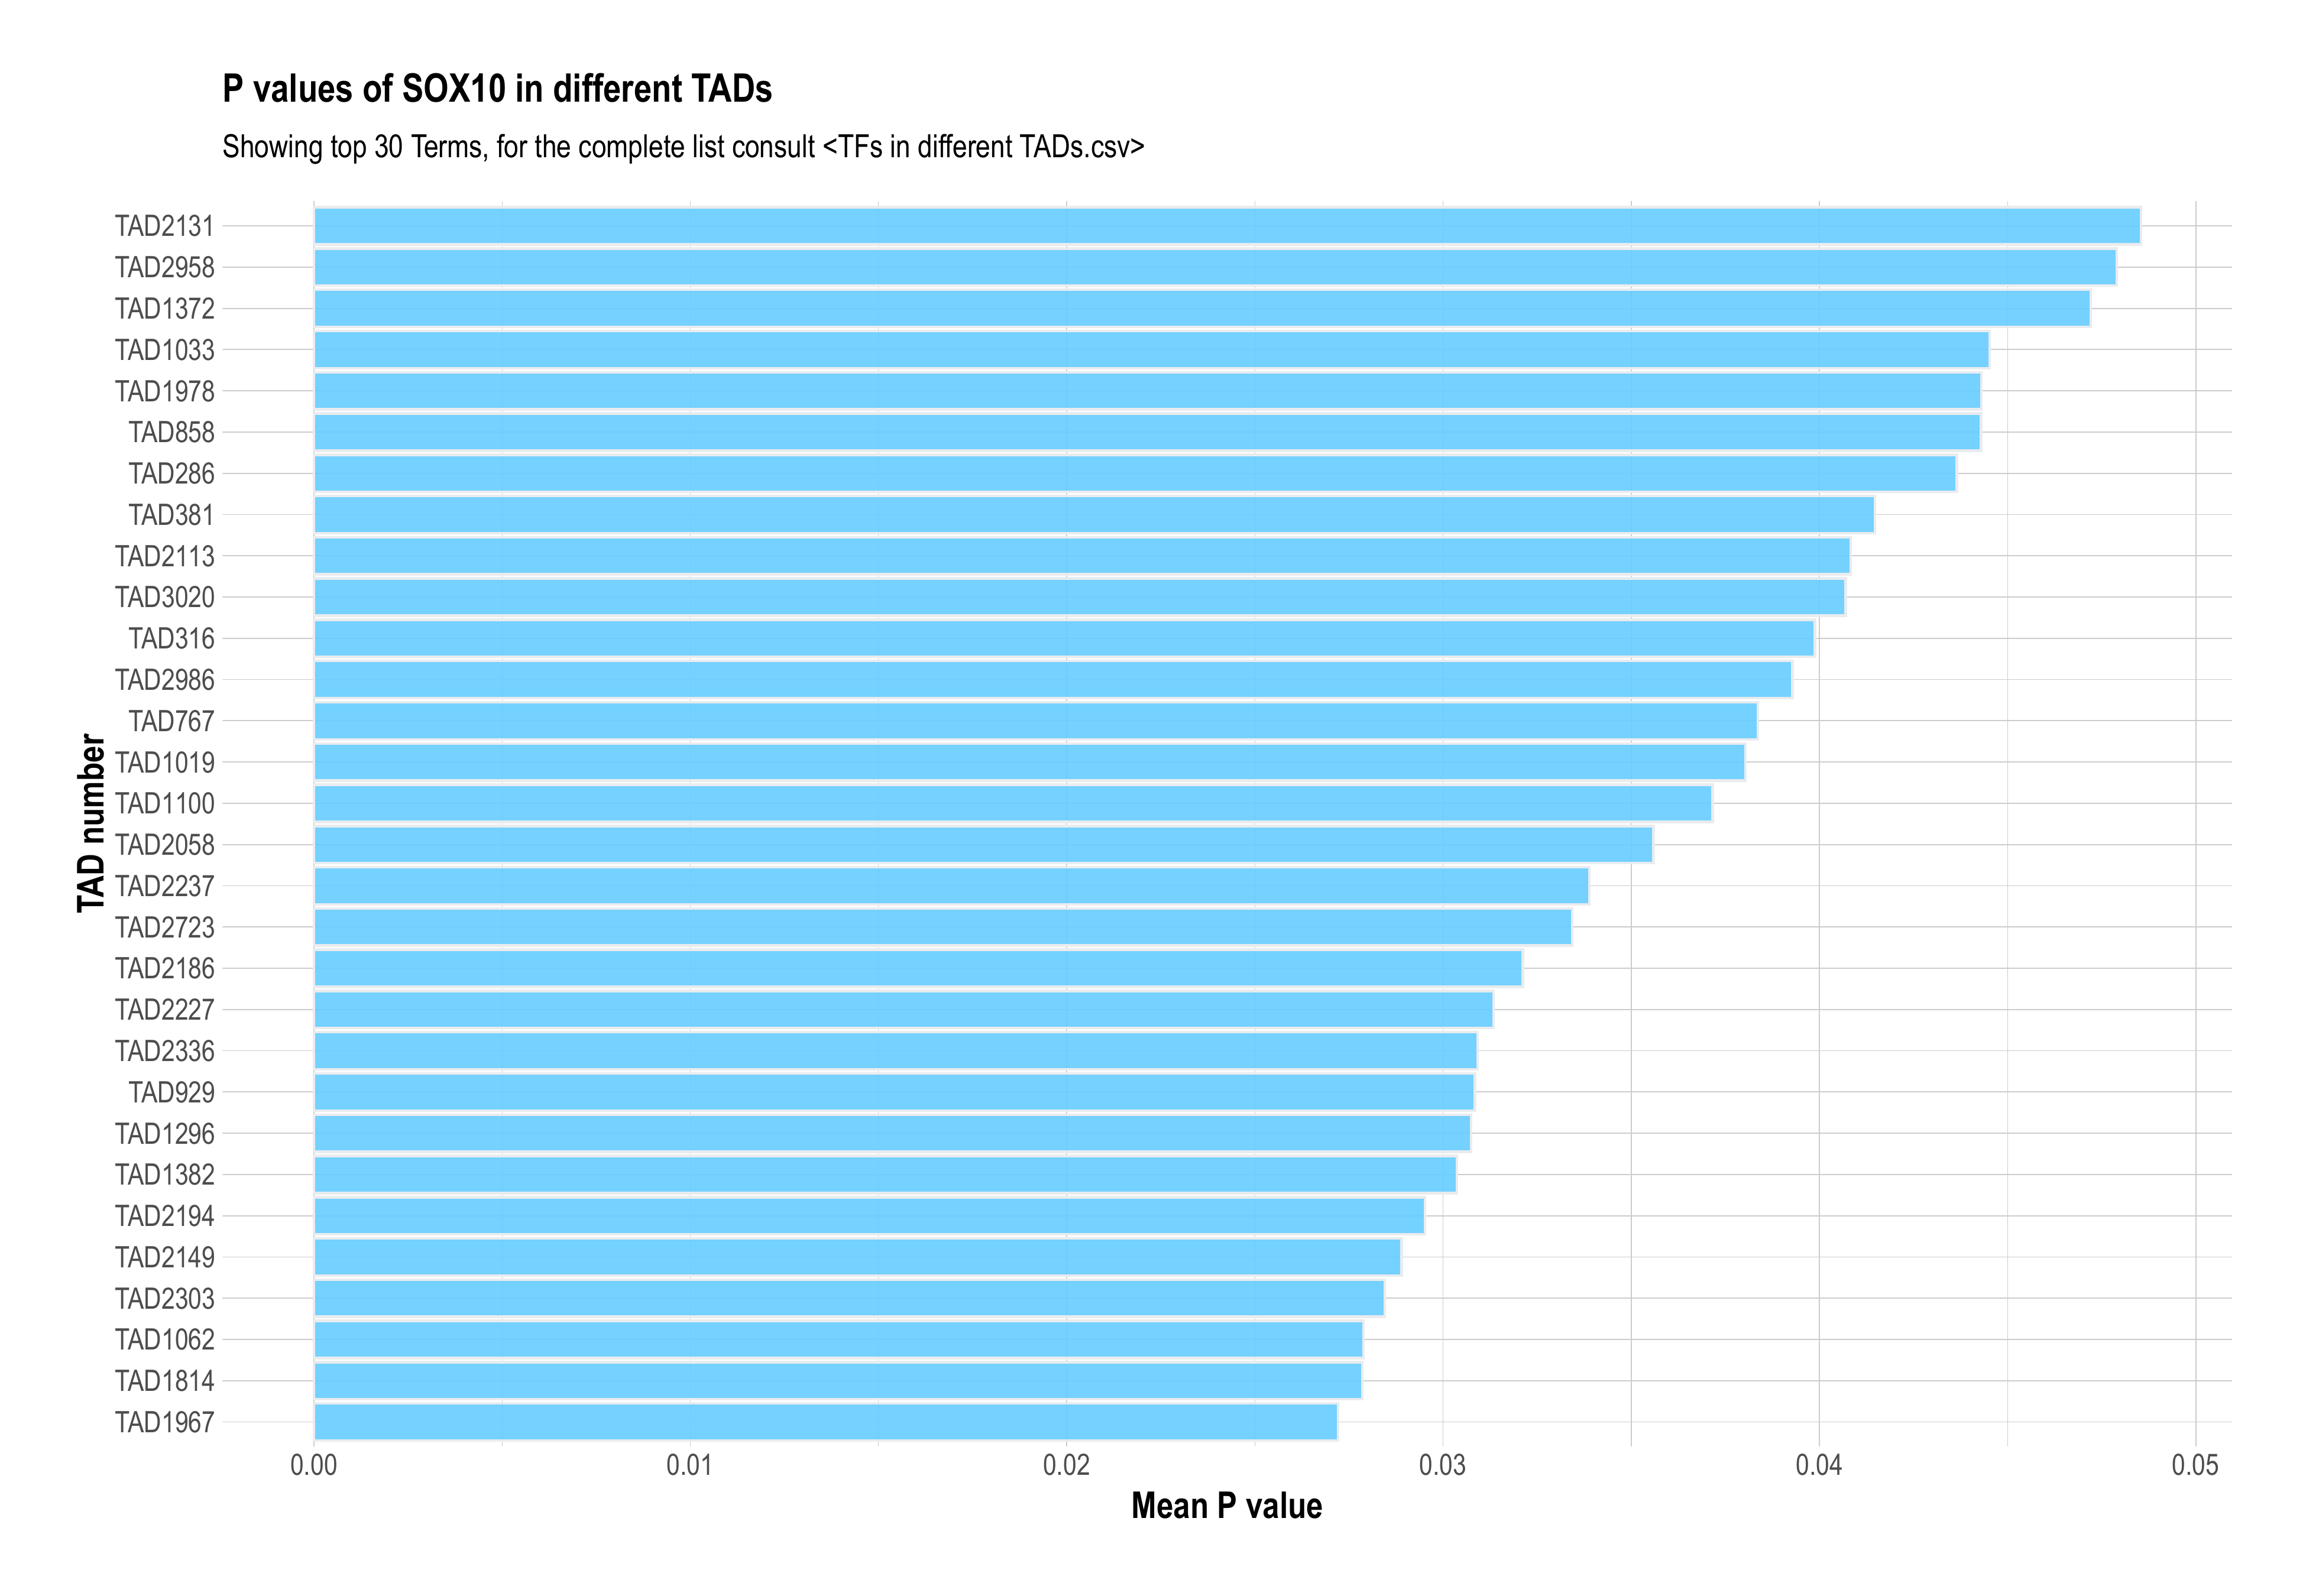 P values of SOX10 in different TADs
Showing top 30 Terms, for the complete list consult <TFs in different TADs.csv>
TAD number
TAD2131
TAD2958
TAD1372
TAD1033
TAD1978
TAD858
TAD286
TAD381
TAD2113
TAD3020
TAD316
TAD2986
TAD767
TAD1019
TAD1100
TAD2058
TAD2237
TAD2723
TAD2186
TAD2227
TAD2336
TAD929
TAD1296
TAD1382
TAD2194
TAD2149
TAD2303
TAD1062
TAD1814
TAD1967
0.00 0.01 0.02 0.03 0.04 0.05
Mean P value